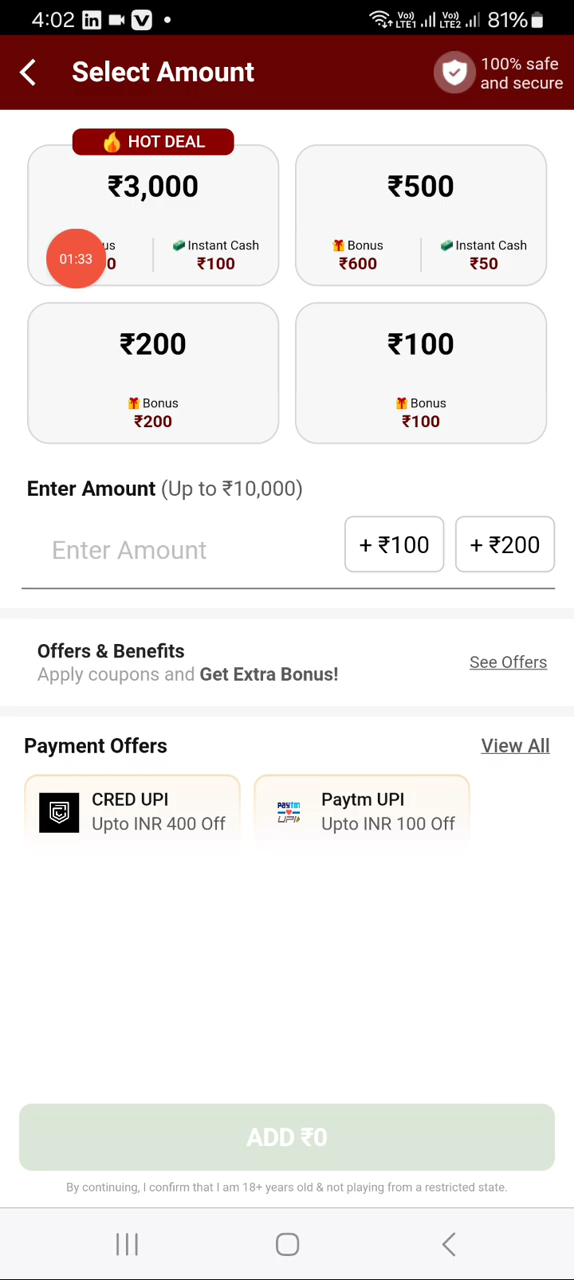 4:02
Vo) LTE1
Vo) LTE2
81%
Select Amount
100% safe and secure
HOT DEAL
₹3,000
Instant Cash
₹100
₹500
Bonus
₹600
Instant Cash
₹50
₹200
Bonus
₹200
₹100
Bonus
₹100
01:33
Enter Amount (Up to ₹10,000)
Enter Amount
+ ₹100
+ ₹200
Offers & Benefits
Apply coupons and Get Extra Bonus!
See Offers
Payment Offers
View All
CRED UPI
Upto INR 400 Off
Paytm UPI
Upto INR 100 Off
ADD ₹0
By continuing, I confirm that I am 18+ years old & not playing from a restricted state.